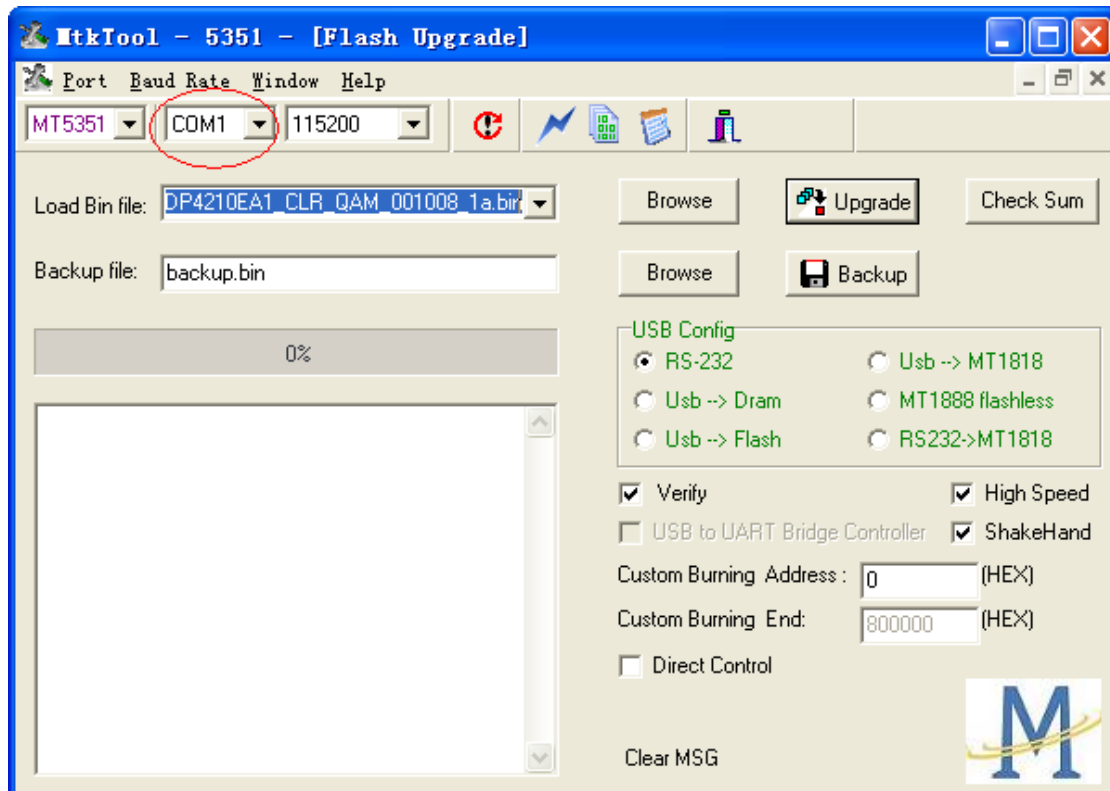 MtkTool - 5351 - [Flash Upgrade]
Port Baud Rate Window Help
MT5351 COM1 115200
Load Bin file: DP4210EA1_CLR_QAM_001008_1a.bin Browse Upgrade Check Sum
Backup file: backup.bin Browse Backup
0%
USB Config
RS-232 Usb --> MT1818
Usb --> Dram MT1888 flashless
Usb --> Flash RS232->MT1818
Verify High Speed
USB to UART Bridge Controller ShakeHand
Custom Burning Address : 0 (HEX)
Custom Burning End: 800000 (HEX)
Direct Control
Clear MSG
M